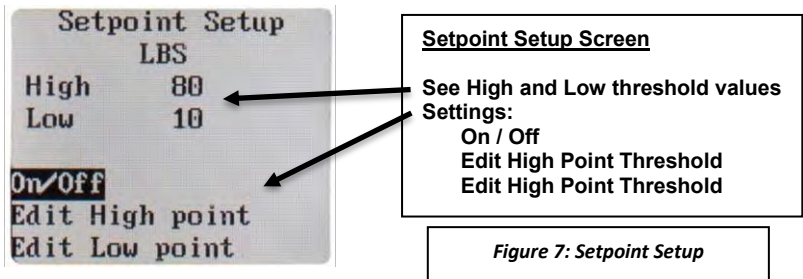 Setpoint Setup
LBS
High 80
Low 10
On/Off
Edit High point
Edit Low point
Setpoint Setup Screen
See High and Low threshold values
Settings:
On / Off
Edit High Point Threshold
Edit High Point Threshold
Figure 7: Setpoint Setup